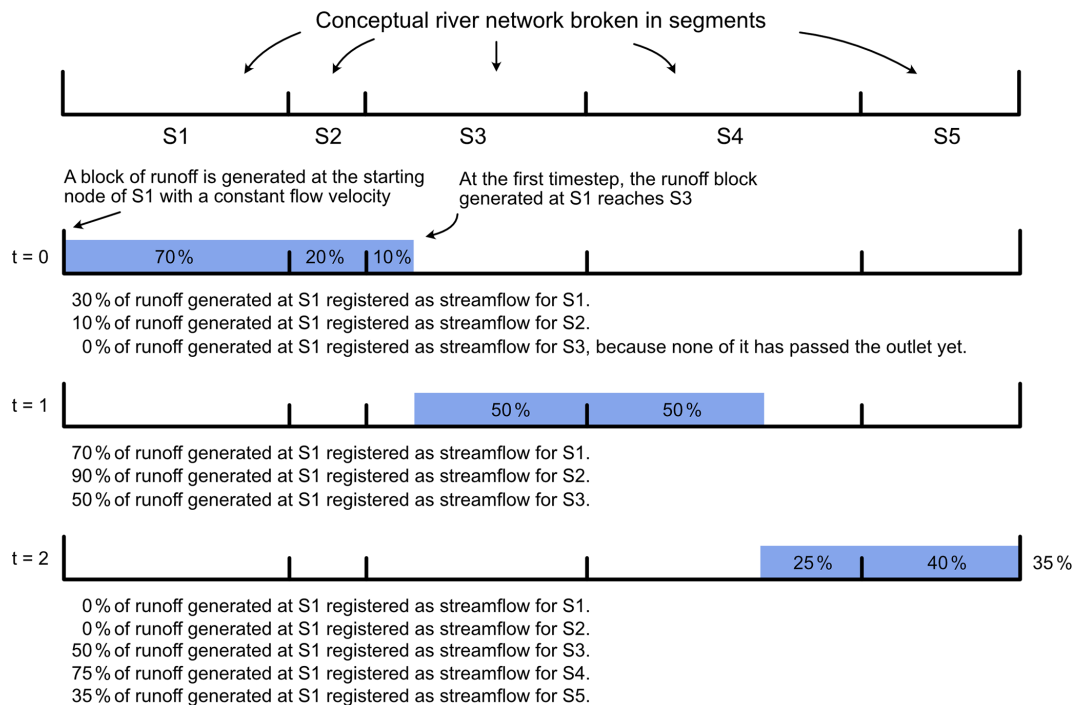 Conceptual river network broken in segments
S1 S2 S3 S4 S5
A block of runoff is generated at the starting
node of S1 with a constant flow velocity
At the first timestep, the runoff block
generated at S1 reaches S3
t = 0 70 % 20 % 10 %
30 % of runoff generated at S1 registered as streamflow for S1.
10 % of runoff generated at S1 registered as streamflow for S2.
0 % of runoff generated at S1 registered as streamflow for S3, because none of it has passed the outlet yet.
t = 1 50 % 50 %
70 % of runoff generated at S1 registered as streamflow for S1.
90 % of runoff generated at S1 registered as streamflow for S2.
50 % of runoff generated at S1 registered as streamflow for S3.
t = 2 25 % 40 % 35 %
0 % of runoff generated at S1 registered as streamflow for S1.
0 % of runoff generated at S1 registered as streamflow for S2.
50 % of runoff generated at S1 registered as streamflow for S3.
75 % of runoff generated at S1 registered as streamflow for S4.
35 % of runoff generated at S1 registered as streamflow for S5.